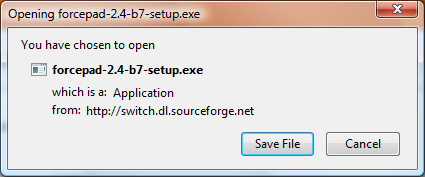 Opening forcepad-2.4-b7-setup.exe
You have chosen to open
forcepad-2.4-b7-setup.exe
which is a: Application
from: http://switch.dl.sourceforge.net
Save File Cancel